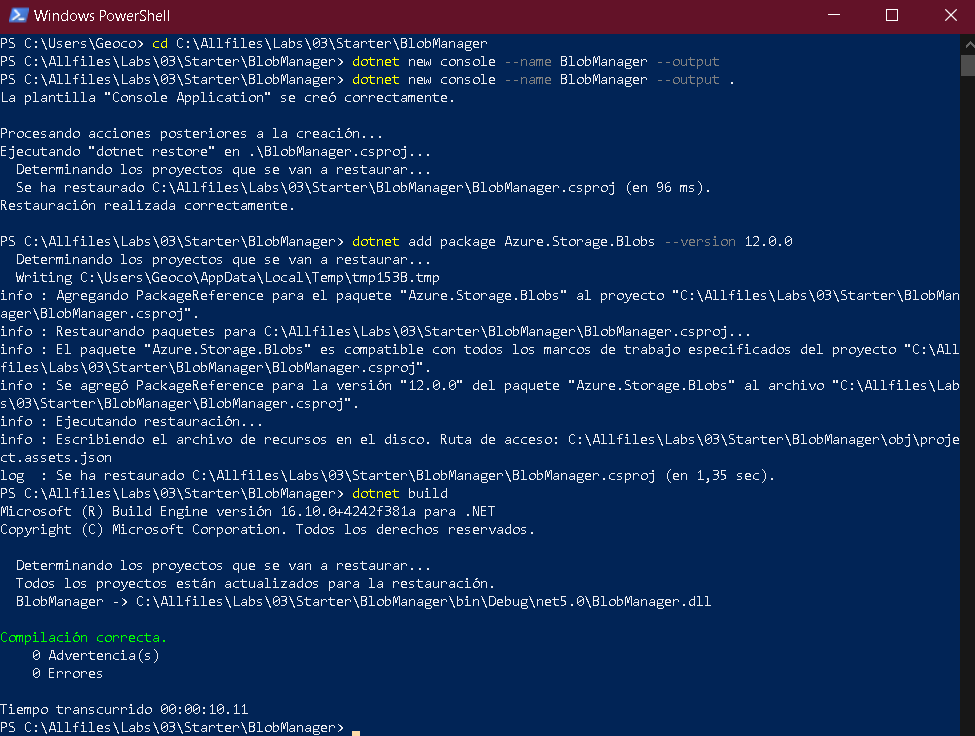 Windows PowerShell
PS C:\Users\Geoco> cd C:\Allfiles\Labs\03\Starter\BlobManager
PS C:\Allfiles\Labs\03\Starter\BlobManager> dotnet new console --name BlobManager --output
PS C:\Allfiles\Labs\03\Starter\BlobManager> dotnet new console --name BlobManager --output .
La plantilla "Console Application" se creó correctamente.
Procesando acciones posteriores a la creación...
Ejecutando "dotnet restore" en .\BlobManager.csproj...
  Determinando los proyectos que se van a restaurar...
  Se ha restaurado C:\Allfiles\Labs\03\Starter\BlobManager\BlobManager.csproj (en 96 ms).
Restauración realizada correctamente.
PS C:\Allfiles\Labs\03\Starter\BlobManager> dotnet add package Azure.Storage.Blobs --version 12.0.0
  Determinando los proyectos que se van a restaurar...
  Writing C:\Users\Geoco\AppData\Local\Temp\tmp153B.tmp
info : Agregando PackageReference para el paquete "Azure.Storage.Blobs" al proyecto "C:\Allfiles\Labs\03\Starter\BlobMan
ager\BlobManager.csproj".
info : Restaurando paquetes para C:\Allfiles\Labs\03\Starter\BlobManager\BlobManager.csproj...
info : El paquete "Azure.Storage.Blobs" es compatible con todos los marcos de trabajo especificados del proyecto "C:\All
files\Labs\03\Starter\BlobManager\BlobManager.csproj".
info : Se agregó PackageReference para la versión "12.0.0" del paquete "Azure.Storage.Blobs" al archivo "C:\Allfiles\Lab
s\03\Starter\BlobManager\BlobManager.csproj".
info : Ejecutando restauración...
info : Escribiendo el archivo de recursos en el disco. Ruta de acceso: C:\Allfiles\Labs\03\Starter\BlobManager\obj\proje
ct.assets.json
log  : Se ha restaurado C:\Allfiles\Labs\03\Starter\BlobManager\BlobManager.csproj (en 1,35 sec).
PS C:\Allfiles\Labs\03\Starter\BlobManager> dotnet build
Microsoft (R) Build Engine versión 16.10.0+4242f381a para .NET
Copyright (C) Microsoft Corporation. Todos los derechos reservados.
  Determinando los proyectos que se van a restaurar...
  Todos los proyectos están actualizados para la restauración.
  BlobManager -> C:\Allfiles\Labs\03\Starter\BlobManager\bin\Debug\net5.0\BlobManager.dll
Compilación correcta.
    0 Advertencia(s)
    0 Errores
Tiempo transcurrido 00:00:10.11
PS C:\Allfiles\Labs\03\Starter\BlobManager>